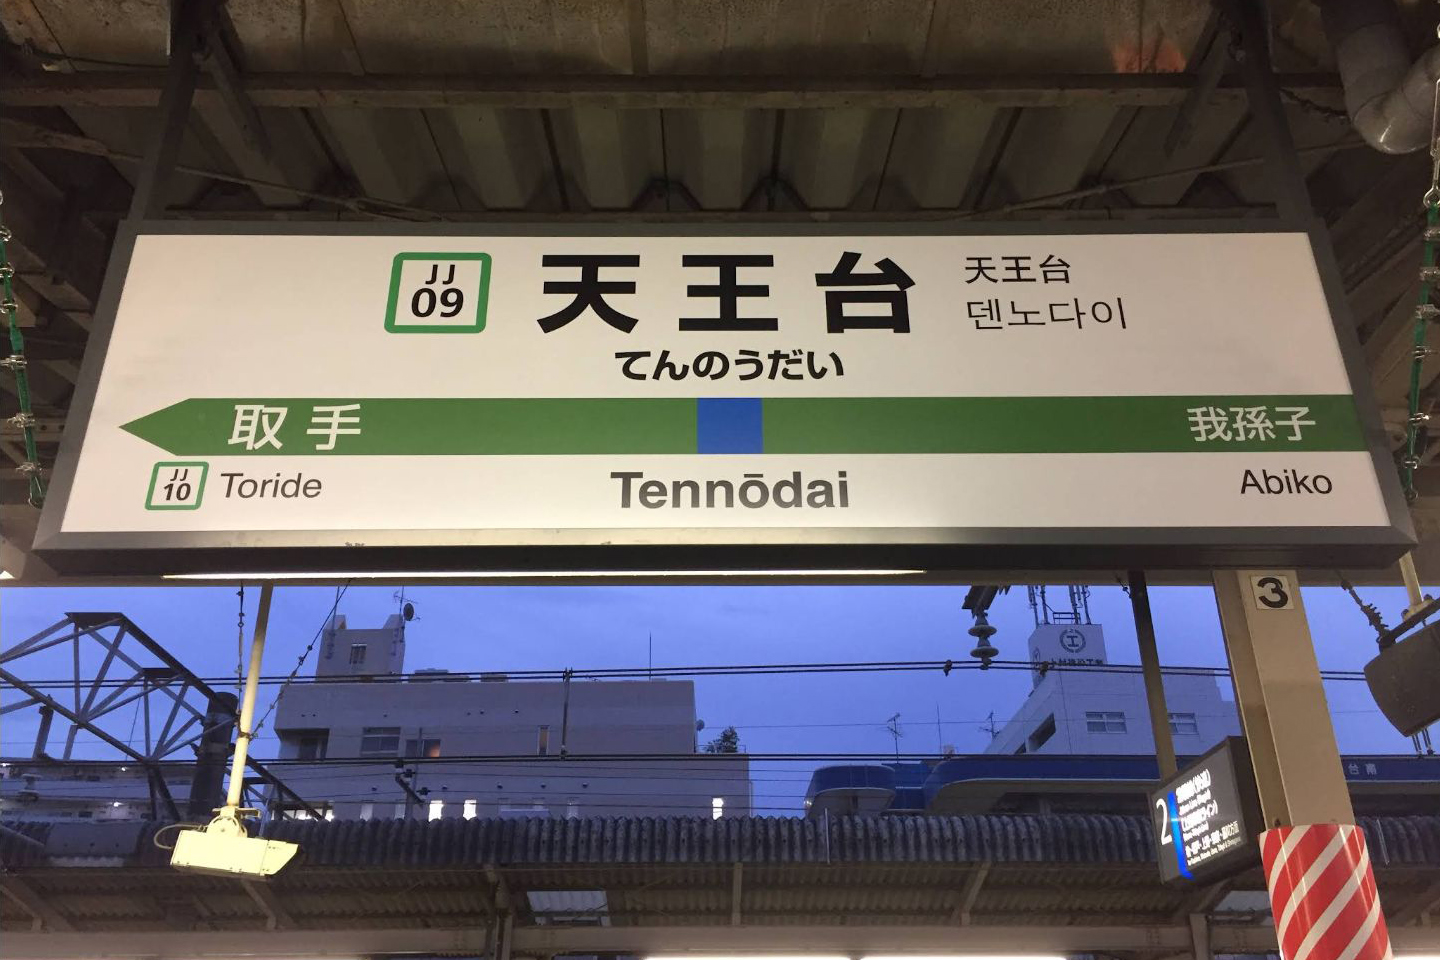 JJ
09
天王台
天王台
덴노다이
てんのうだい
取手
我孫子
JJ
10
Toride
Tennōdai
Abiko
3
2